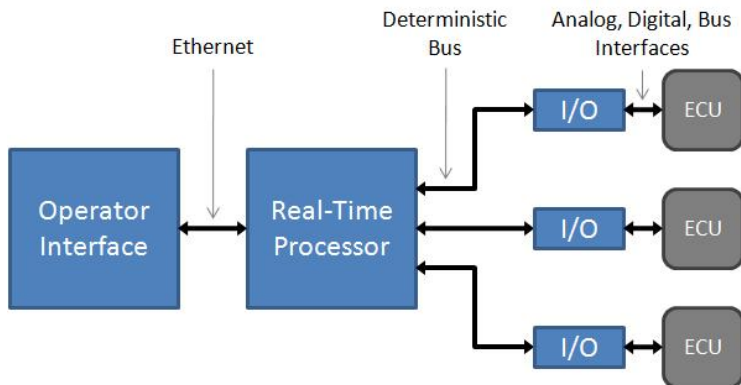 Ethernet
Deterministic
Bus
Analog, Digital, Bus
Interfaces
Operator
Interface
Real-Time
Processor
I/O
ECU
I/O
ECU
I/O
ECU